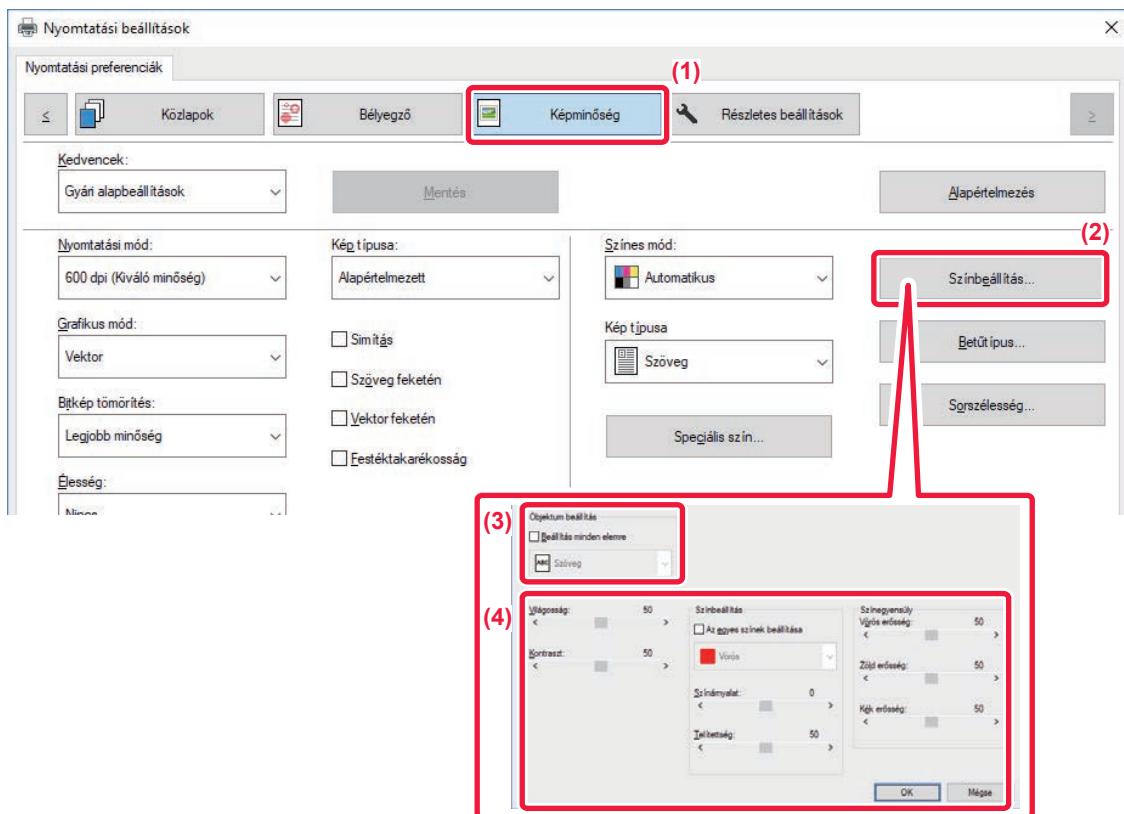 Nyomtatási beállítások
Nyomtatási preferenciák
(1)
≤
Közlapok
Bélyegző
Képminőség
Részletes beállítások
≥
Kedvencek:
Gyári alapbeállítások
Mentés
Alapértelmezés
(2)
Nyomtatási mód:
600 dpi (Kiváló minőség)
Kép típusa:
Alapértelmezett
Színes mód:
Automatikus
Színbeállítás...
Grafikus mód:
Vektor
Simítás
Szöveg feketén
Kép típusa
Szöveg
Betűtípus...
Bitkép tömörítés:
Legjobb minőség
Vektor feketén
Festéktakarékosság
Speciális szín...
Sorszélesség...
Élesség:
Nincs
(3)
Objektum beállítás
Beállítás minden elemre
ABC Szöveg
(4)
Világosság: 50
Kontraszt: 50
Színbeállítás
Az egyes színek beállítása
Vörös
Színárnyalat: 0
Telítettség: 50
Színegyensúly
Vörös erősség: 50
Zöld erősség: 50
Kék erősség: 50
OK
Mégse